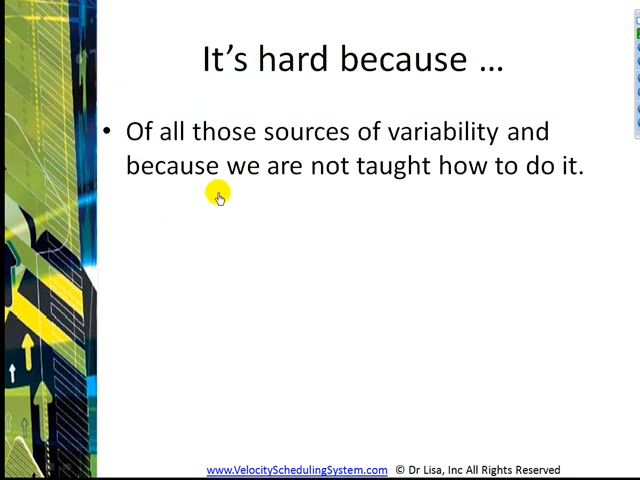 It's hard because …
• Of all those sources of variability and
because we are not taught how to do it.
www.VelocitySchedulingSystem.com © Dr Lisa, Inc All Rights Reserved